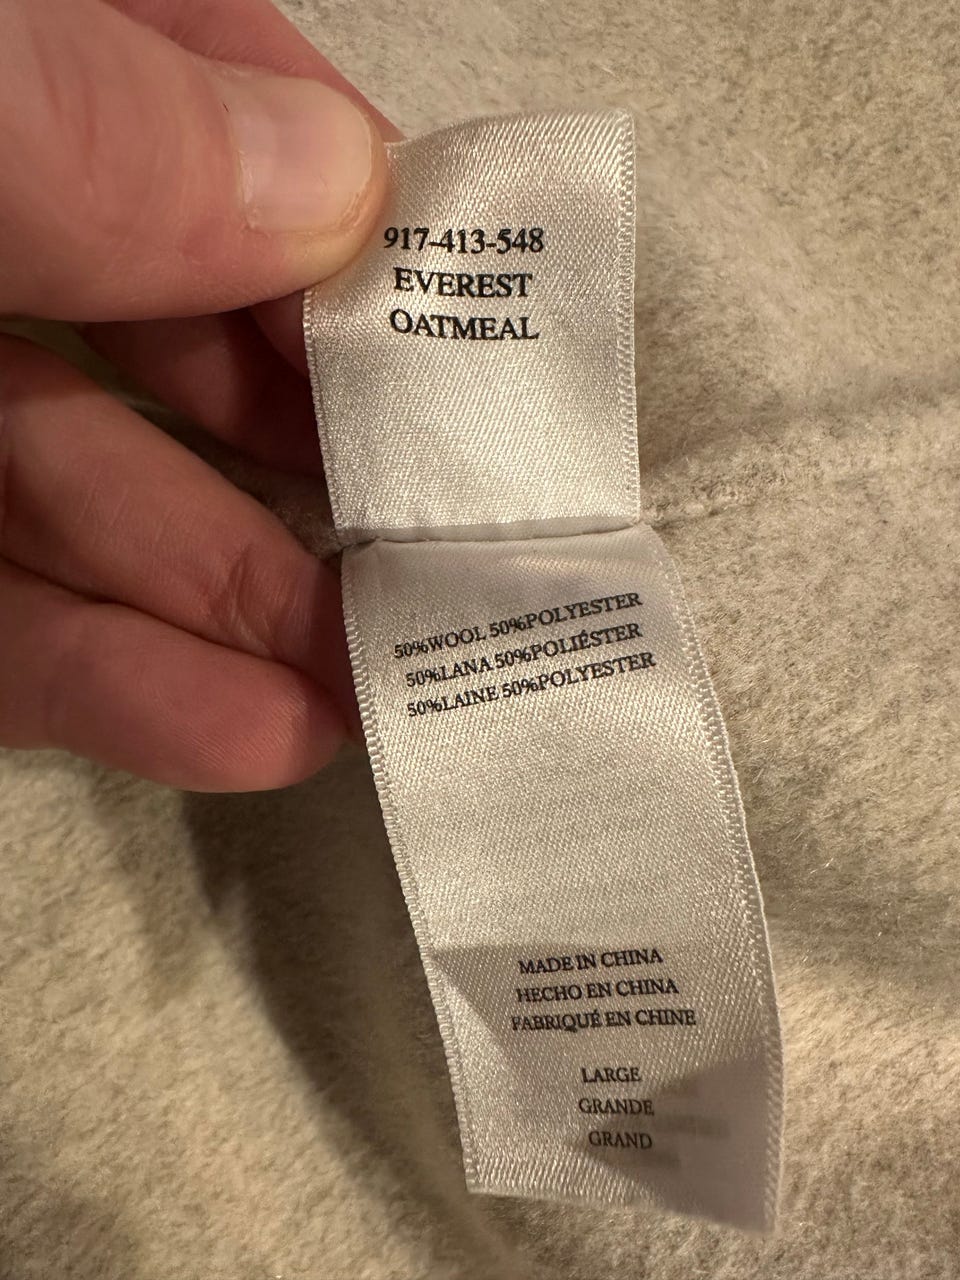 917-413-548
EVEREST
OATMEAL
50%WOOL 50%POLYESTER
50%LANA 50%POLIÉSTER
50%LAINE 50%POLYESTER
MADE IN CHINA
HECHO EN CHINA
FABRIQUÉ EN CHINE
LARGE
GRANDE
GRAND